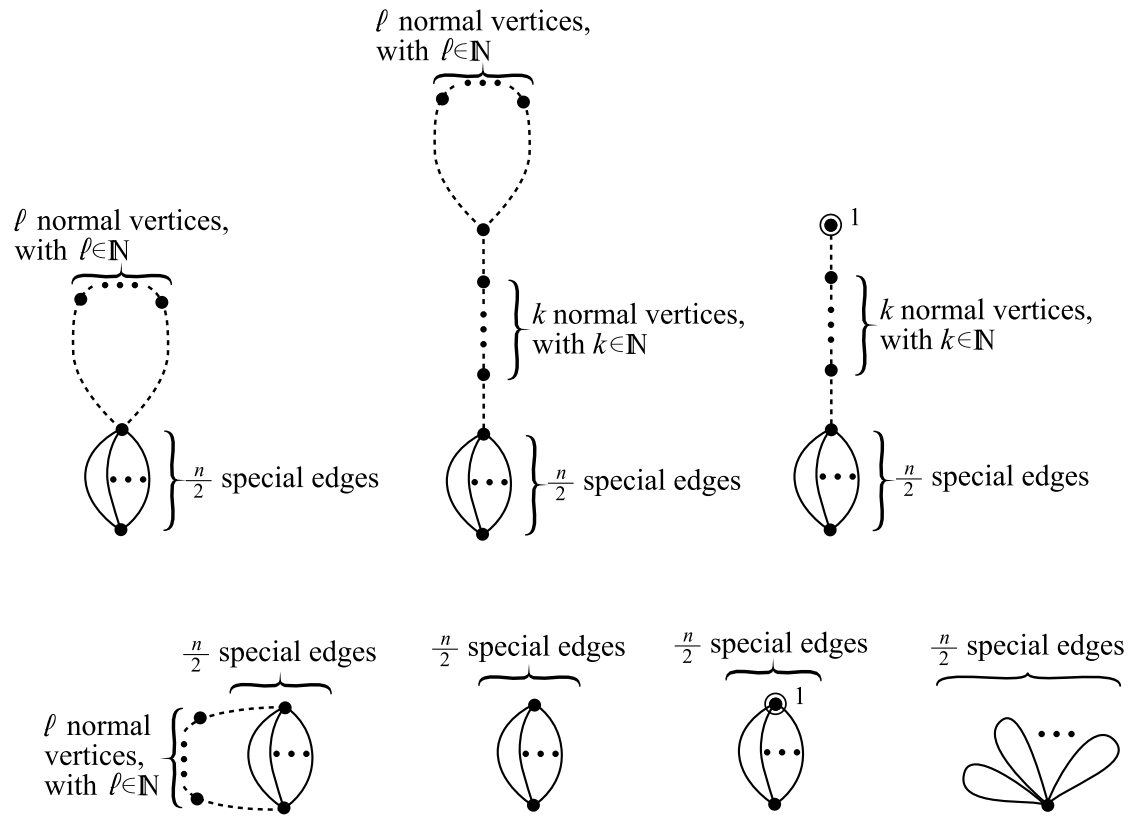 ℓ normal vertices,
with ℓ∈ℕ
ℓ normal vertices,
with ℓ∈ℕ
1
k normal vertices,
with k∈ℕ
k normal vertices,
with k∈ℕ
n/2 special edges
n/2 special edges
n/2 special edges
n/2 special edges
n/2 special edges
n/2 special edges
n/2 special edges
1
ℓ normal
vertices,
with ℓ∈ℕ